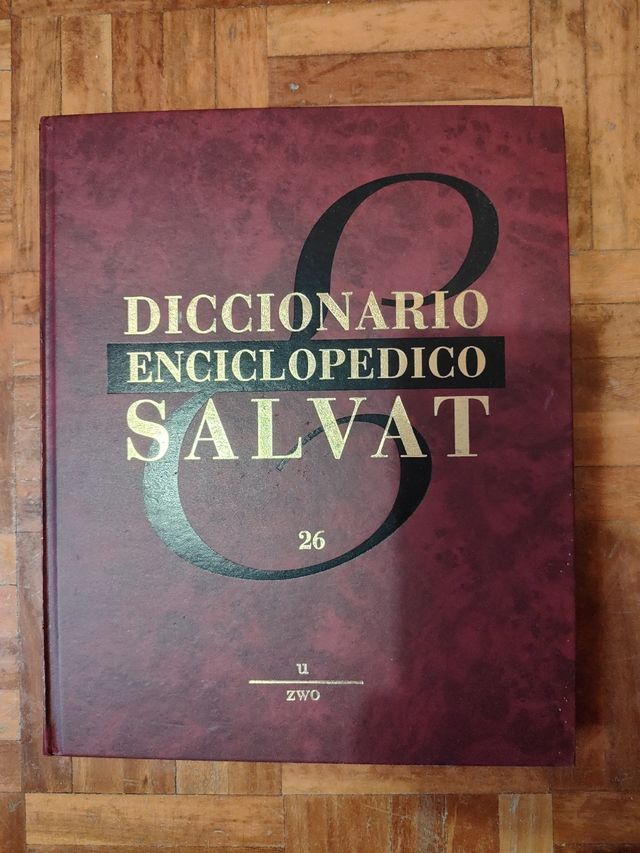 DICCIONARIO
ENCICLOPEDICO
SALVAT
26
u
ZWO